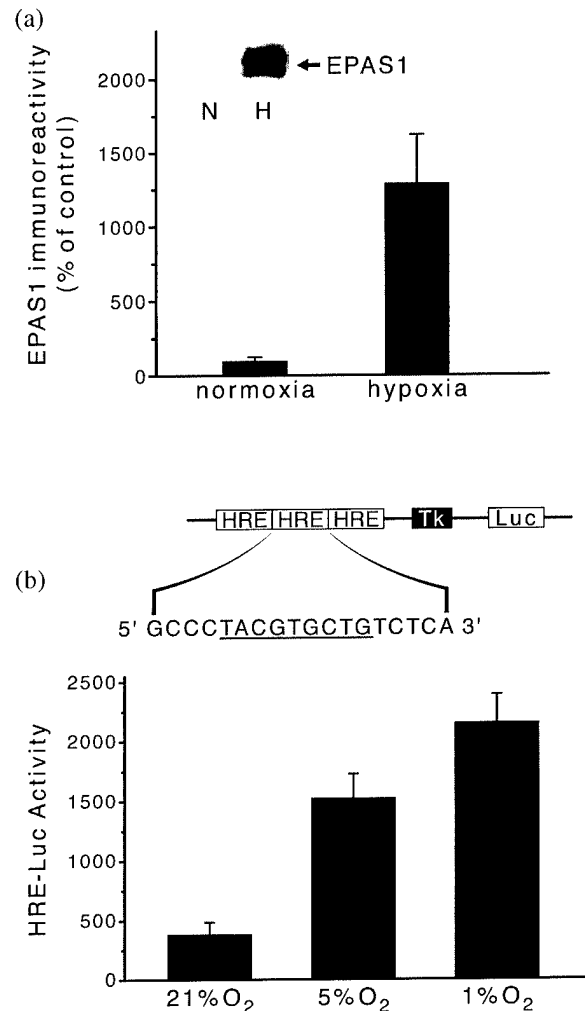 (a)
EPAS1 immunoreactivity
(% of control)
2000
1500
1000
500
0
EPAS1
N H
normoxia hypoxia
HRE HRE HRE Tk Luc
(b)
5' GCCCTACGTGCTGTCTCA 3'
HRE-Luc Activity
2500
2000
1500
1000
500
0
21%O₂ 5%O₂ 1%O₂